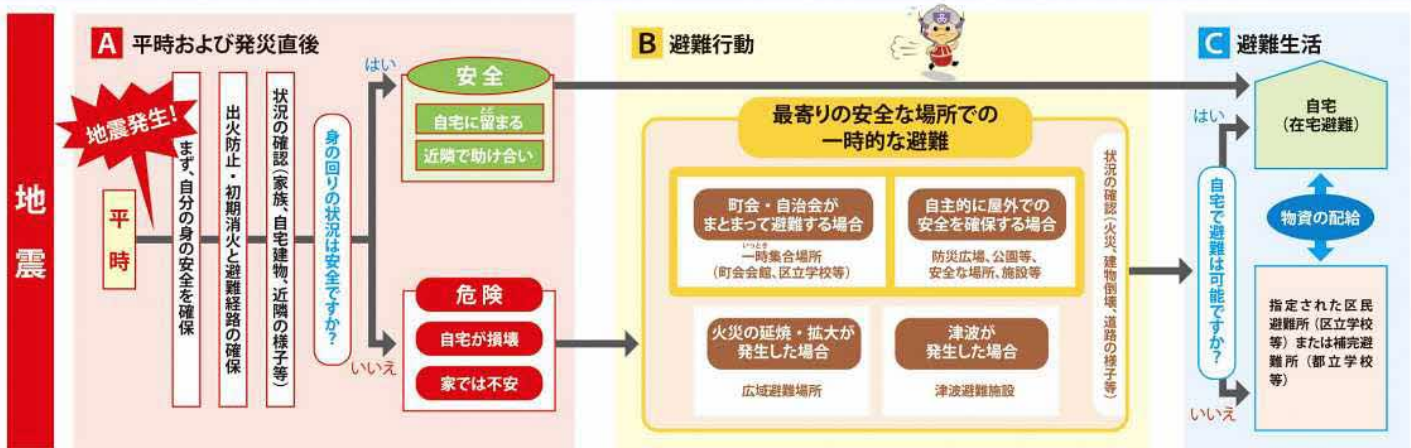 地震
A 平時および発災直後
地震発生!
平時
まず、自分の身の安全を確保
出火防止・初期消火と避難経路の確保
状況の確認(家族、自宅建物、近隣の様子等)
身の回りの状況は安全ですか?
はい
安全
自宅に留まる
近隣で助け合い
いいえ
危険
自宅が損壊
家では不安
B 避難行動
最寄りの安全な場所での
一時的な避難
町会・自治会が
まとまって避難する場合
いっとき
一時集合場所
(町会会館、区立学校等)
自主的に屋外での
安全を確保する場合
防災広場、公園等、
安全な場所、施設等
火災の延焼・拡大が
発生した場合
広域避難場所
津波が
発生した場合
津波避難施設
状況の確認(火災、建物倒壊、道路の様子等)
C 避難生活
自宅で避難は可能ですか?
はい
自宅
(在宅避難)
物資の配給
いいえ
指定された区民
避難所(区立学校
等)または補完避
難所(都立学校
等)